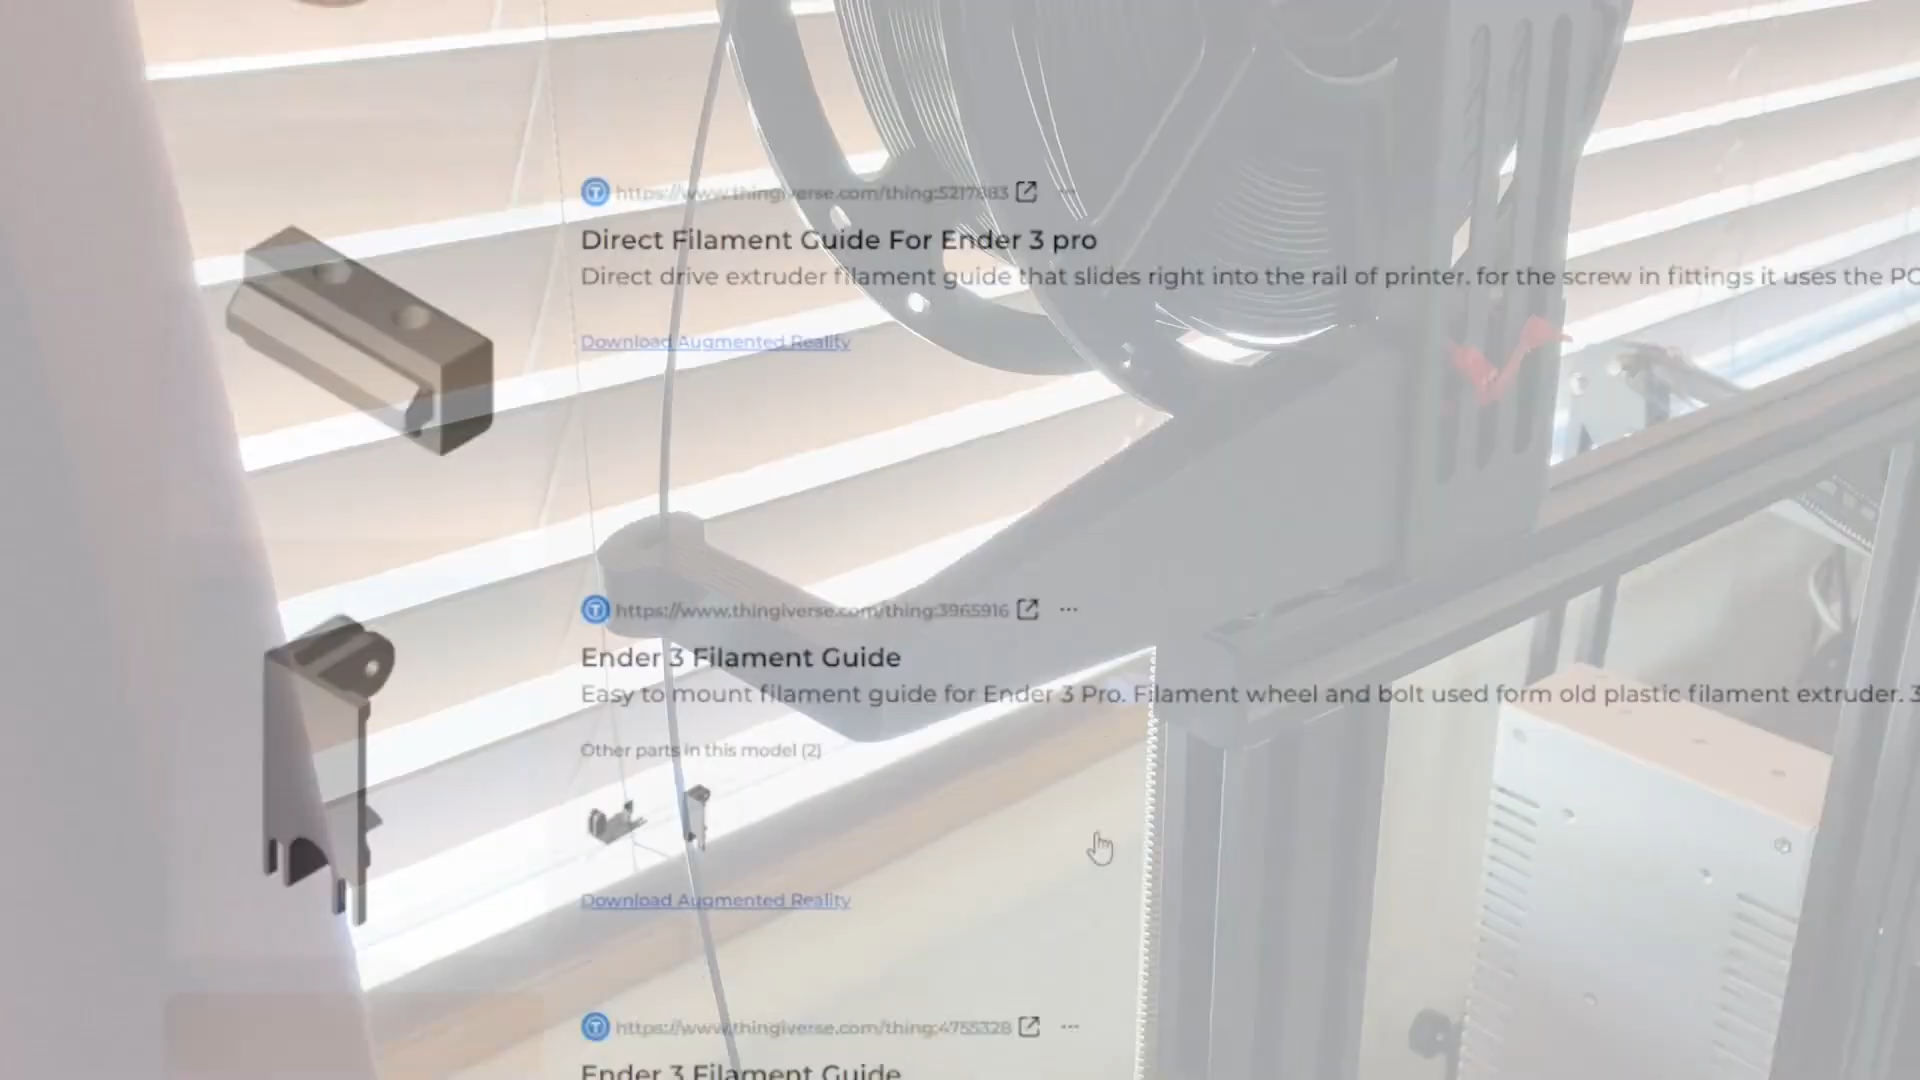 https://www.thingiverse.com/thing:5217883
Direct Filament Guide For Ender 3 pro
Direct drive extruder filament guide that slides right into the rail of printer. for the screw in fittings it uses the PC
Download Augmented Reality
https://www.thingiverse.com/thing:3965916
Ender 3 Filament Guide
Easy to mount filament guide for Ender 3 Pro. Filament wheel and bolt used form old plastic filament extruder. 3
Other parts in this model (2)
Download Augmented Reality
https://www.thingiverse.com/thing:4755328
Ender 3 Filament Guide